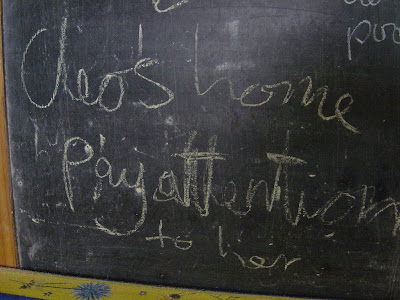 Cleo's home
Pay attention
to her